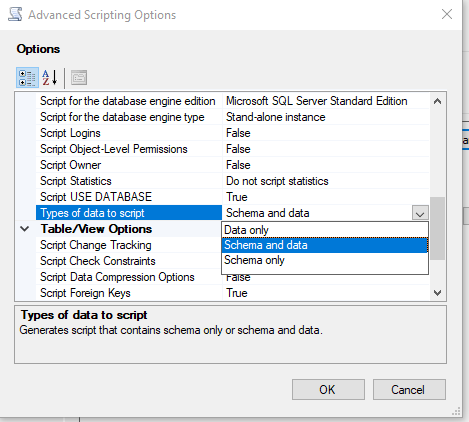 Advanced Scripting Options
Options
A
Z
Script for the database engine edition Microsoft SQL Server Standard Edition
Script for the database engine type Stand-alone instance
Script Logins False
Script Object-Level Permissions False
Script Owner False
Script Statistics Do not script statistics
Script USE DATABASE True
Types of data to script Schema and data
Data only
Table/View Options
Script Change Tracking Schema and data
Script Check Constraints Schema only
Script Data Compression Options False
Script Foreign Keys True
Types of data to script
Generates script that contains schema only or schema and data.
OK Cancel